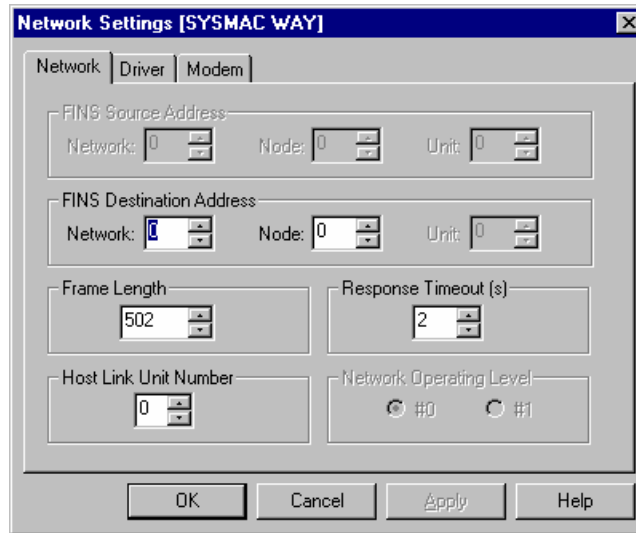 Network Settings [SYSMAC WAY]
Network Driver Modem
FINS Source Address
Network: 0 Node: 0 Unit: 0
FINS Destination Address
Network: 0 Node: 0 Unit: 0
Frame Length Response Timeout (s)
502 2
Host Link Unit Number Network Operating Level
0 #0 #1
OK Cancel Apply Help